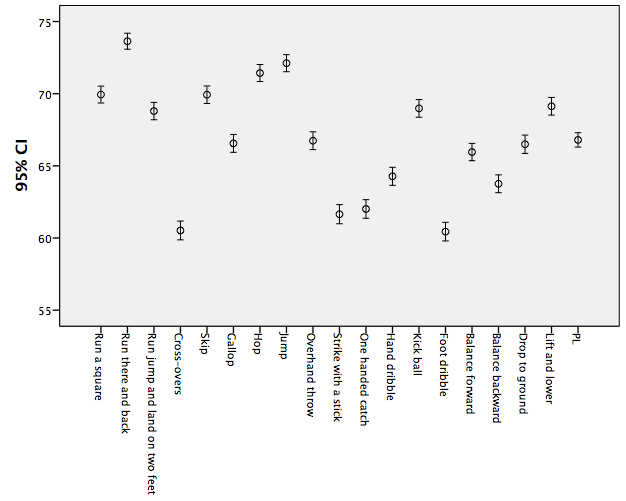 75
70
65
60
55
95% CI
Run a square
Run there and back
Run jump and land on two feet
Cross-overs
Skip
Gallop
Hop
Jump
Overhand throw
Strike with a stick
One handed catch
Hand dribble
Kick ball
Foot dribble
Balance forward
Balance backward
Drop to ground
Lift and lower
PL